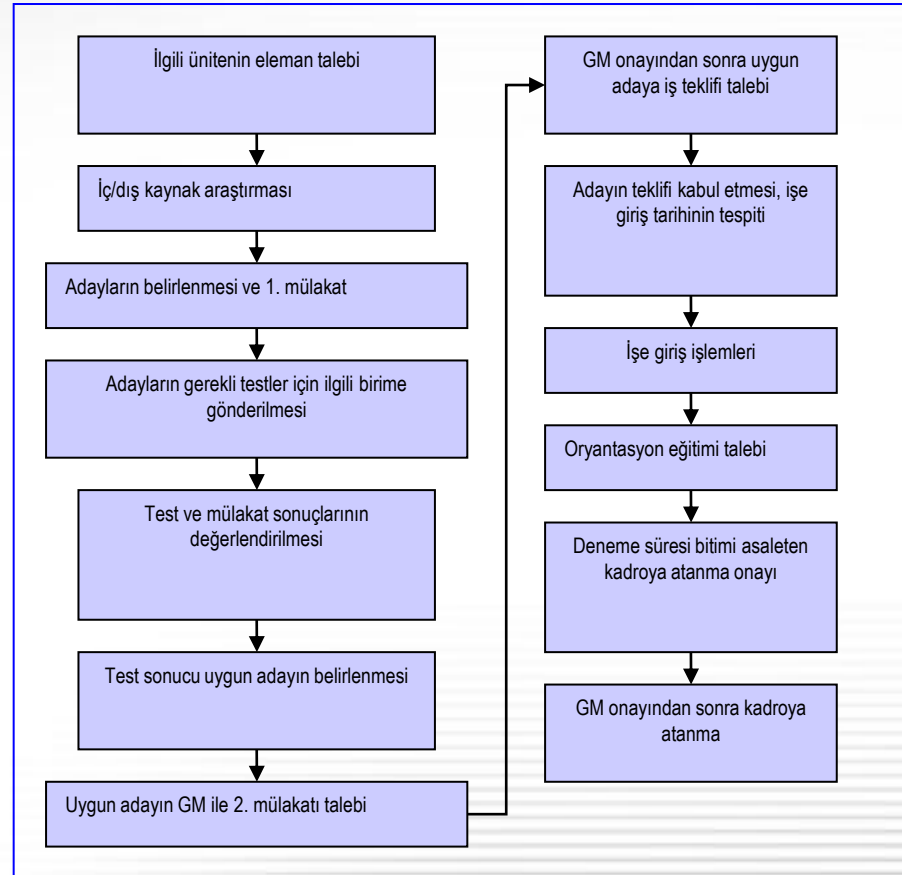 İlgili ünitenin eleman talebi
İç/dış kaynak araştırması
Adayların belirlenmesi ve 1. mülakat
Adayların gerekli testler için ilgili birime
gönderilmesi
Test ve mülakat sonuçlarının
değerlendirilmesi
Test sonucu uygun adayın belirlenmesi
Uygun adayın GM ile 2. mülakatı talebi
GM onayından sonra uygun
adaya iş teklifi talebi
Adayın teklifi kabul etmesi, işe
giriş tarihinin tespiti
İşe giriş işlemleri
Oryantasyon eğitimi talebi
Deneme süresi bitimi asaleten
kadroya atanma onayı
GM onayından sonra kadroya
atanma